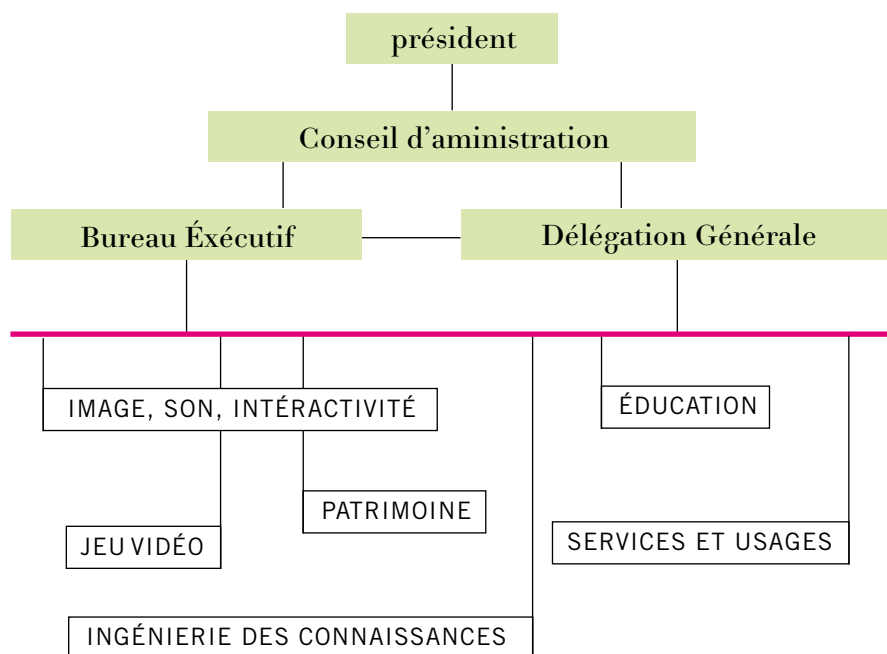 président
Conseil d'aministration
Bureau Éxécutif
Délégation Générale
IMAGE, SON, INTÉRACTIVITÉ
ÉDUCATION
PATRIMOINE
JEU VIDÉO
SERVICES ET USAGES
INGÉNIERIE DES CONNAISSANCES